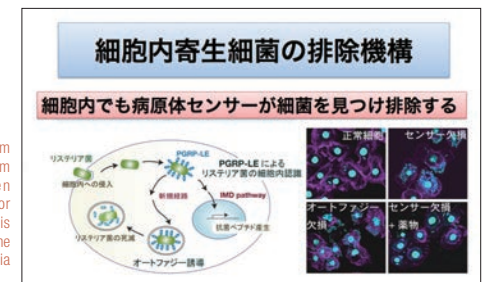 細胞内寄生細菌の排除機構
細胞内でも病原体センサーが細菌を見つけ排除する
m
m
en
or
is
ne
ia
リステリア菌
細胞内への侵入
PGRP-LE
PGRP-LE による
リステリア菌の細胞内認識
新規経路
IMD pathway
抗菌ペプチド産生
リステリア菌の死滅
オートファジー誘導
正常細胞
センサー欠損
オートファジー
欠損
センサー欠損
+ 薬物